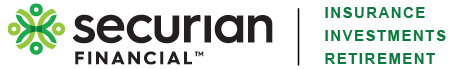 securian
FINANCIAL™
INSURANCE
INVESTMENTS
RETIREMENT